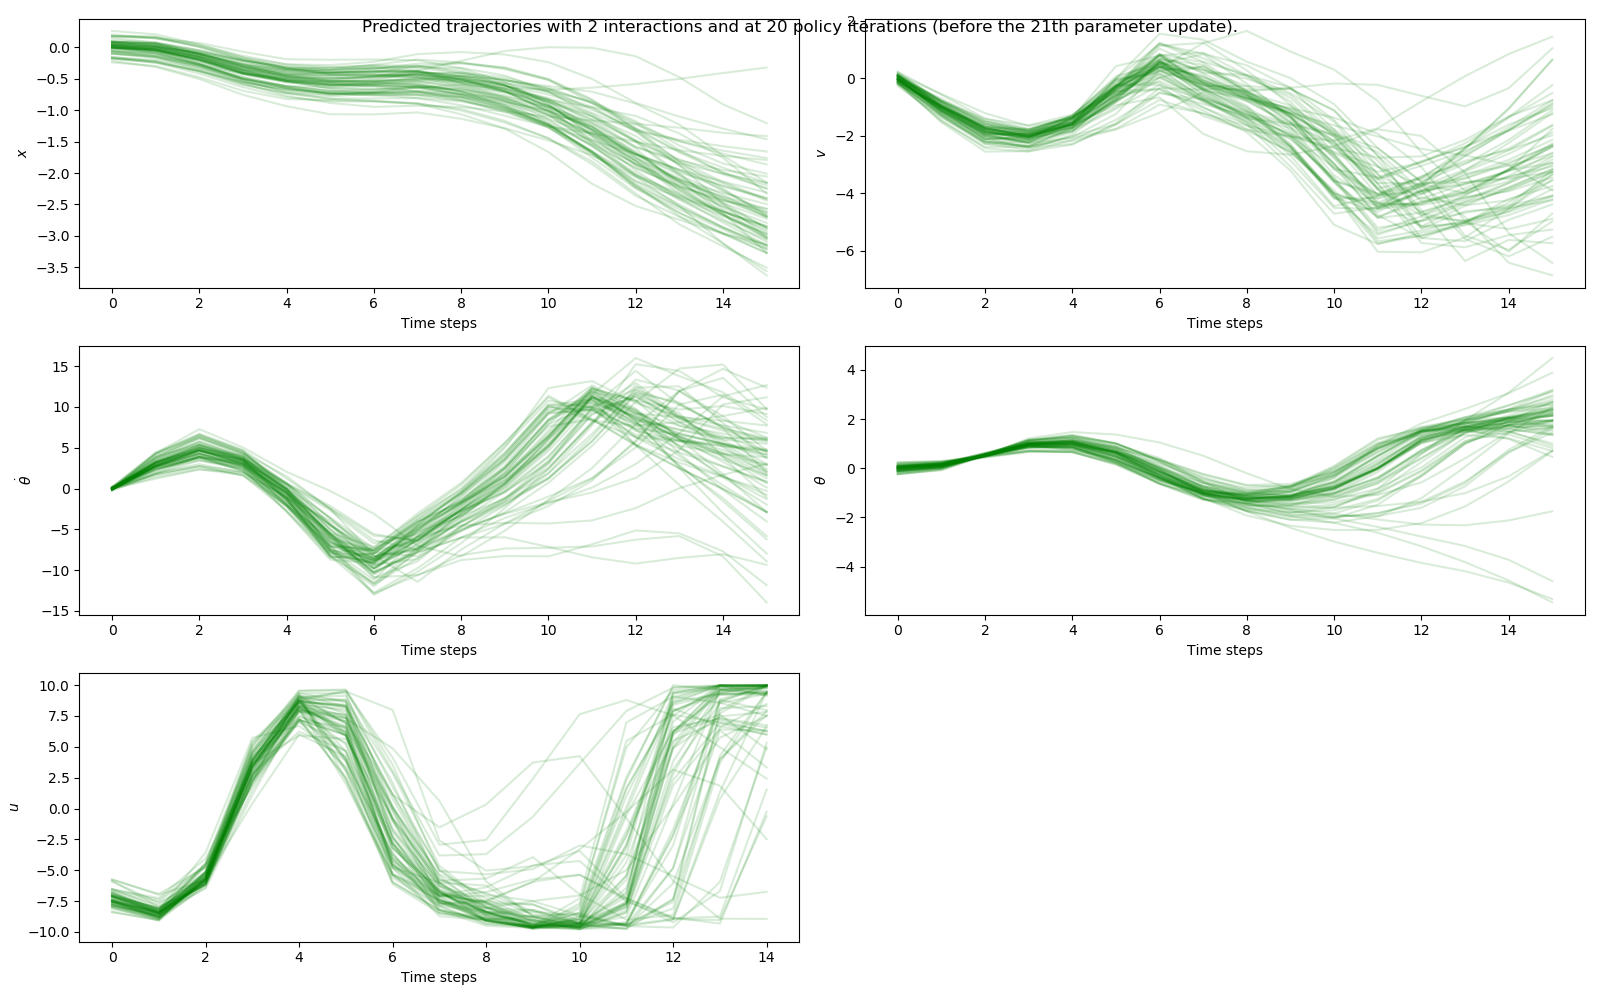 Predicted trajectories with 2 interactions and at 20 policy iterations (before the 21th parameter update).
0.0
−0.5
−1.0
−1.5
−2.0
−2.5
−3.0
−3.5
x
0 2 4 6 8 10 12 14
Time steps
2
0
−2
−4
−6
v
0 2 4 6 8 10 12 14
Time steps
15
10
5
0
−5
−10
−15
θ̇
0 2 4 6 8 10 12 14
Time steps
4
2
0
−2
−4
θ
0 2 4 6 8 10 12 14
Time steps
10.0
7.5
5.0
2.5
0.0
−2.5
−5.0
−7.5
−10.0
u
0 2 4 6 8 10 12 14
Time steps